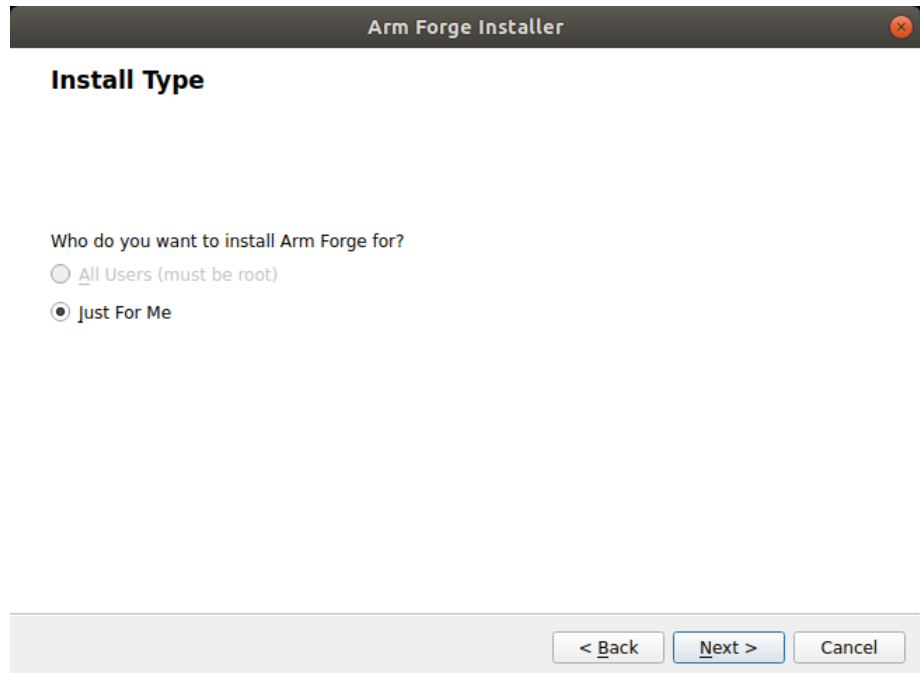 Arm Forge Installer
Install Type
Who do you want to install Arm Forge for?
All Users (must be root)
Just For Me
< Back
Next >
Cancel